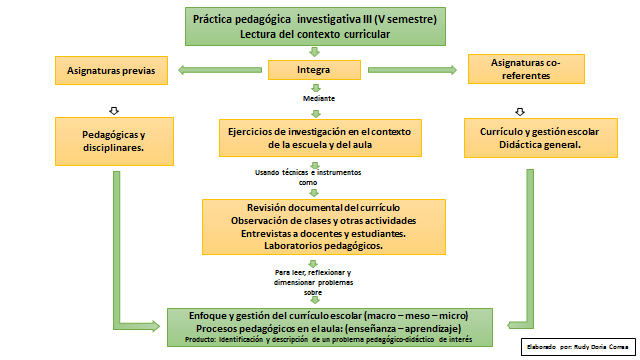 Práctica pedagógica investigativa III (V semestre)
Lectura del contexto curricular
Asignaturas previas
Integra
Asignaturas co-
referentes
Mediante
Pedagógicas y
disciplinares.
Ejercicios de investigación en el contexto
de la escuela y del aula
Currículo y gestión escolar
Didáctica general.
Usando técnicas e instrumentos
como
Revisión documental del currículo
Observación de clases y otras actividades
Entrevistas a docentes y estudiantes.
Laboratorios pedagógicos.
Para leer, reflexionar y
dimensionar problemas
sobre
Enfoque y gestión del currículo escolar (macro – meso – micro)
Procesos pedagógicos en el aula: (enseñanza – aprendizaje)
Producto: Identificación y descripción de un problema pedagógico-didáctico de interés
Elaborado por: Rudy Doria Correa